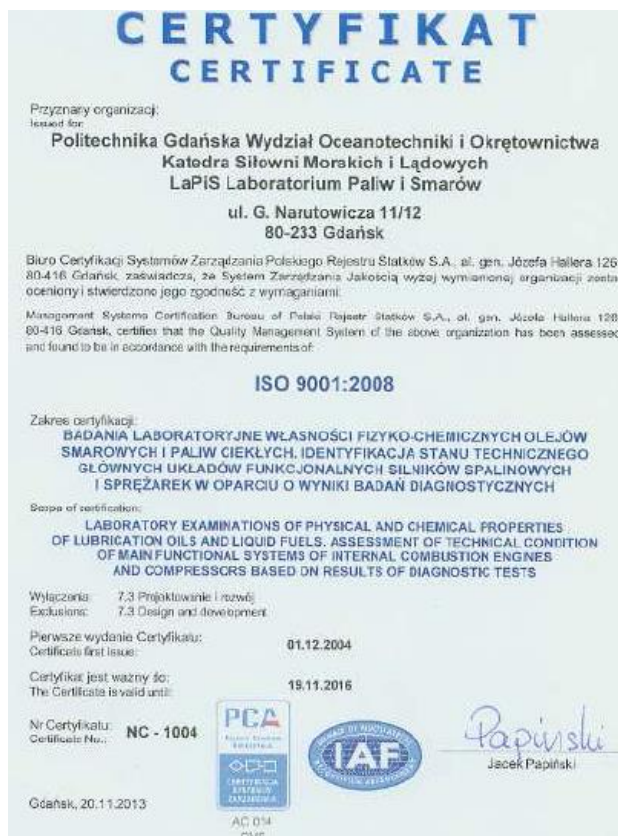 CERTYFIKAT
CERTIFICATE
Przyznany organizacji:
Issued for:
Politechnika Gdańska Wydział Oceanotechniki i Okrętownictwa
Katedra Siłowni Morskich i Lądowych
LaPiS Laboratorium Paliw i Smarów
ul. G. Narutowicza 11/12
80-233 Gdańsk
Biuro Certyfikacji Systemów Zarządzania Polskiego Rejestru Statków S.A., al. gen. Józefa Hallera 126
80-416 Gdańsk, zaświadcza, że System Zarządzania Jakością wyżej wymienionej organizacji zosta
oceniony i stwierdzono jego zgodność z wymaganiami:
Management Systems Certification Bureau of Polski Rejestr Statków S.A., al. gen. Józefa Hallera 126
80-416 Gdańsk, certifies that the Quality Management System of the above organization has been assessed
and found to be in accordance with the requirements of:
ISO 9001:2008
Zakres certyfikacji:
BADANIA LABORATORYJNE WŁASNOŚCI FIZYKO-CHEMICZNYCH OLEJÓW
SMAROWYCH I PALIW CIEKŁYCH. IDENTYFIKACJA STANU TECHNICZNEGO
GŁÓWNYCH UKŁADÓW FUNKCJONALNYCH SILNIKÓW SPALINOWYCH
I SPRĘŻAREK W OPARCIU O WYNIKI BADAŃ DIAGNOSTYCZNYCH
Scope of certification:
LABORATORY EXAMINATIONS OF PHYSICAL AND CHEMICAL PROPERTIES
OF LUBRICATION OILS AND LIQUID FUELS. ASSESSMENT OF TECHNICAL CONDITION
OF MAIN FUNCTIONAL SYSTEMS OF INTERNAL COMBUSTION ENGINES
AND COMPRESSORS BASED ON RESULTS OF DIAGNOSTIC TESTS
Wyłączenia: 7.3 Projektowanie i rozwój
Exclusions: 7.3 Design and development
Pierwsze wydanie Certyfikatu:
Certificate first issue:
01.12.2004
Certyfikat jest ważny do:
The Certificate is valid until:
19.11.2016
Nr Certyfikatu:
Certificate No.:
NC - 1004
PCA
CERTYFIKACJA
SYSTEMÓW
ZARZĄDZANIA
AC 014
IAF
Papiński
Jacek Papiński
Gdańsk, 20.11.2013